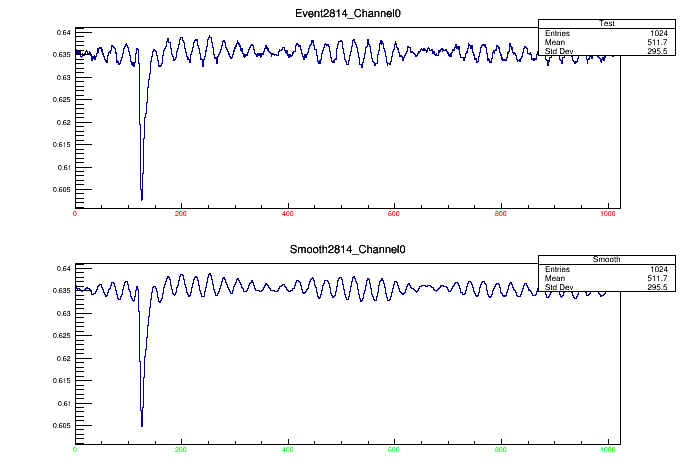 Event2814_Channel0
Test
Entries 1024
Mean 511.7
Std Dev 295.5
0.64
0.635
0.63
0.625
0.62
0.615
0.61
0.605
0 200 400 600 800 1000
Smooth2814_Channel0
Smooth
Entries 1024
Mean 511.7
Std Dev 295.5
0.64
0.635
0.63
0.625
0.62
0.615
0.61
0.605
0 200 400 600 800 1000